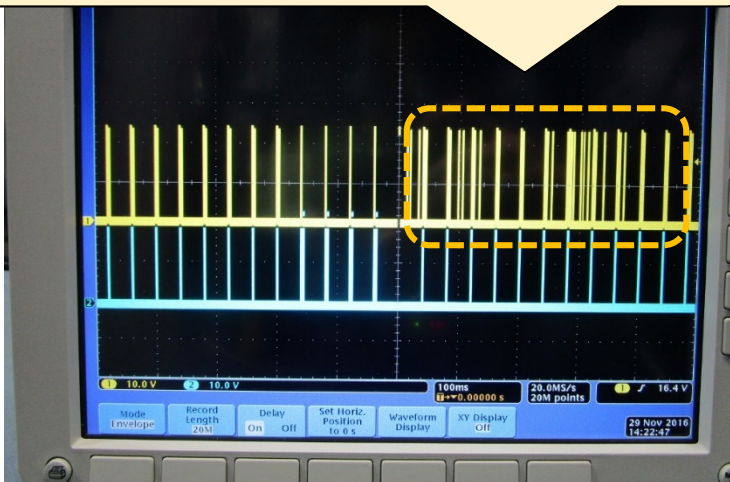 1
2
1 10.0 V 2 10.0 V
100ms 20.0MS/s 1 16.4 V
T 0.00000 s 20M points
Mode Envelope
Record Length 20M
Delay On Off
Set Horiz. Position to 0 s
Waveform Display
XY Display Off
29 Nov 2016
14:22:47